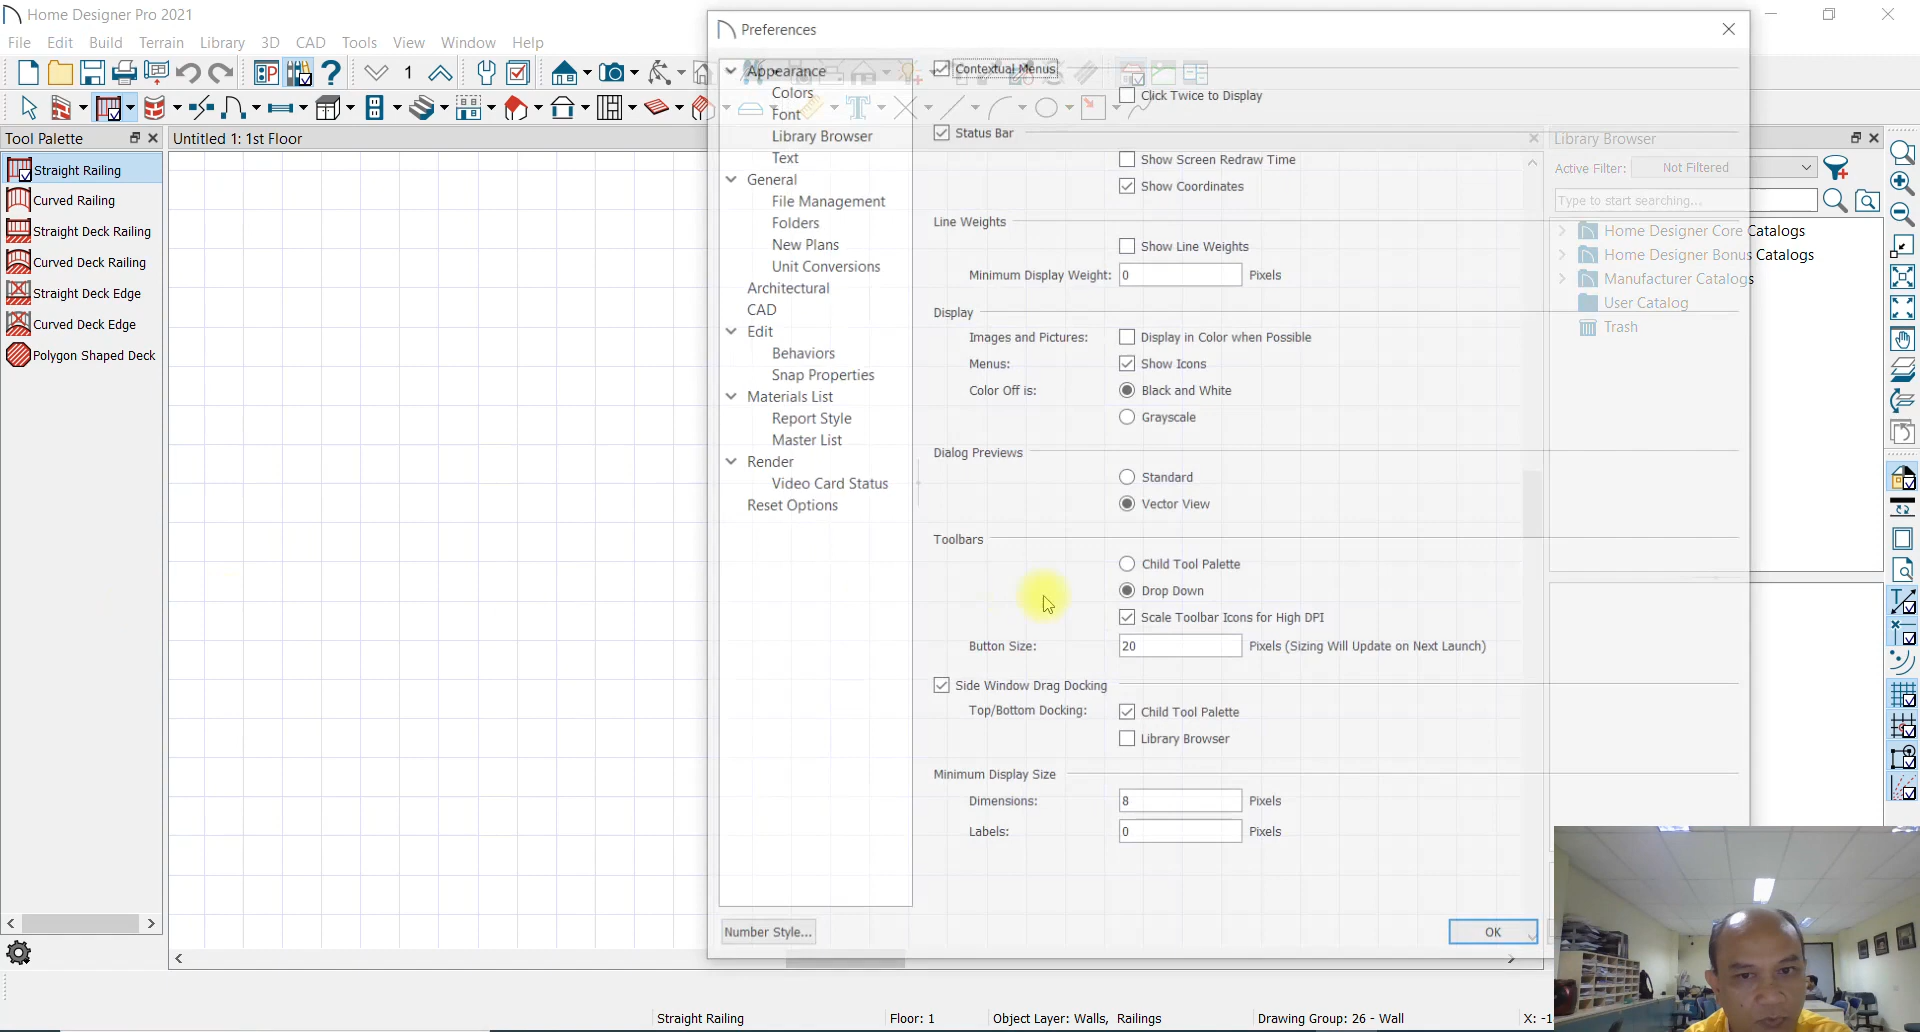 Home Designer Pro 2021
File Edit Build Terrain Library 3D CAD Tools View Window Help
1
Tool Palette
Straight Railing
Curved Railing
Straight Deck Railing
Curved Deck Railing
Straight Deck Edge
Curved Deck Edge
Polygon Shaped Deck
Untitled 1: 1st Floor
Preferences
Appearance
Colors
Font
Library Browser
Text
General
File Management
Folders
New Plans
Unit Conversions
Architectural
CAD
Edit
Behaviors
Snap Properties
Materials List
Report Style
Master List
Render
Video Card Status
Reset Options
Contextual Menus
Click Twice to Display
Status Bar
Show Screen Redraw Time
Show Coordinates
Line Weights
Show Line Weights
Minimum Display Weight: 0 Pixels
Display
Images and Pictures: Display in Color when Possible
Menus: Show Icons
Color Off is: Black and White
Grayscale
Dialog Previews
Standard
Vector View
Toolbars
Child Tool Palette
Drop Down
Scale Toolbar Icons for High DPI
Button Size: 20 Pixels (Sizing Will Update on Next Launch)
Side Window Drag Docking
Top/Bottom Docking: Child Tool Palette
Library Browser
Minimum Display Size
Dimensions: 8 Pixels
Labels: 0 Pixels
Number Style...
OK
Library Browser
Active Filter: Not Filtered
Type to start searching...
Home Designer Core Catalogs
Home Designer Bonus Catalogs
Manufacturer Catalogs
User Catalog
Trash
Straight Railing Floor: 1 Object Layer: Walls, Railings Drawing Group: 26 - Wall X: -1